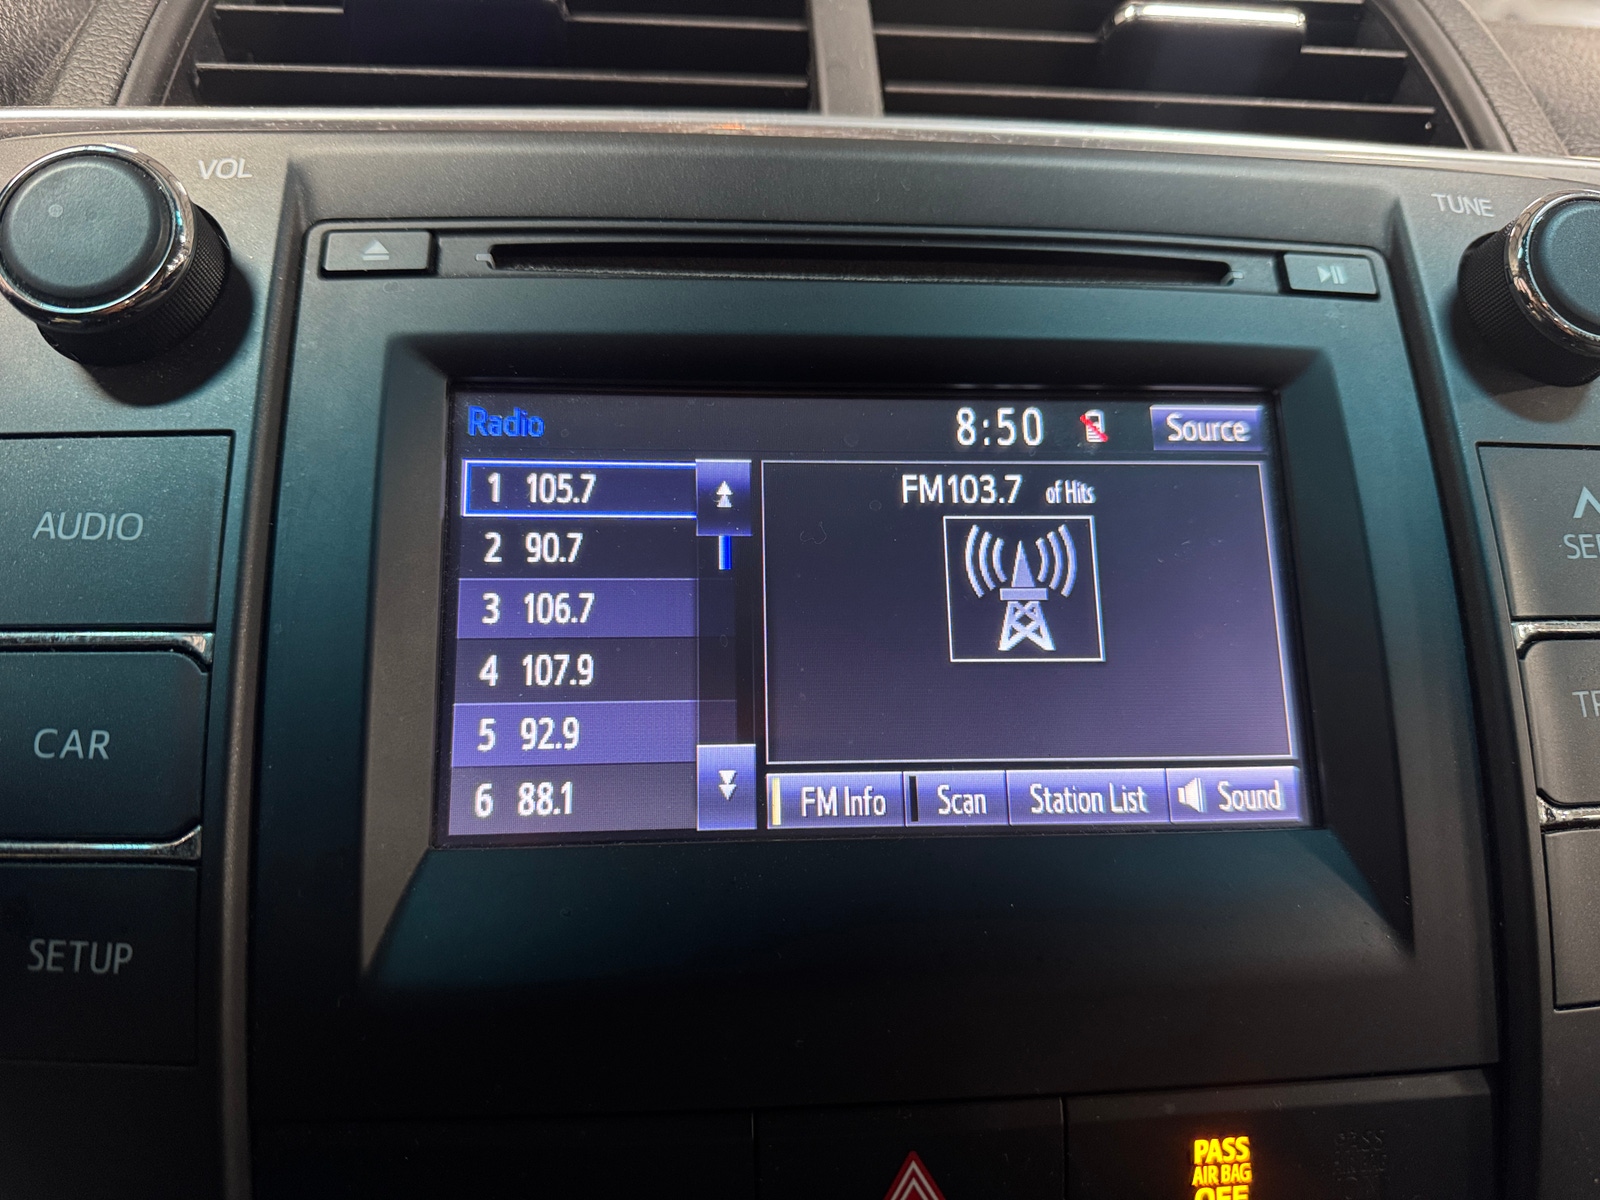 VOL
TUNE
Radio
8:50
Source
1 105.7
2 90.7
3 106.7
4 107.9
5 92.9
6 88.1
FM103.7 of Hits
FM Info
Scan
Station List
Sound
AUDIO
CAR
SETUP
PASS
AIR BAG
OFF